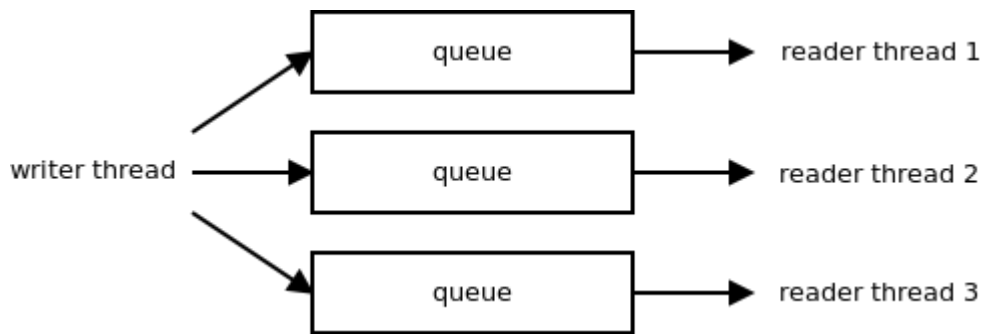 queue
reader thread 1
writer thread
queue
reader thread 2
queue
reader thread 3